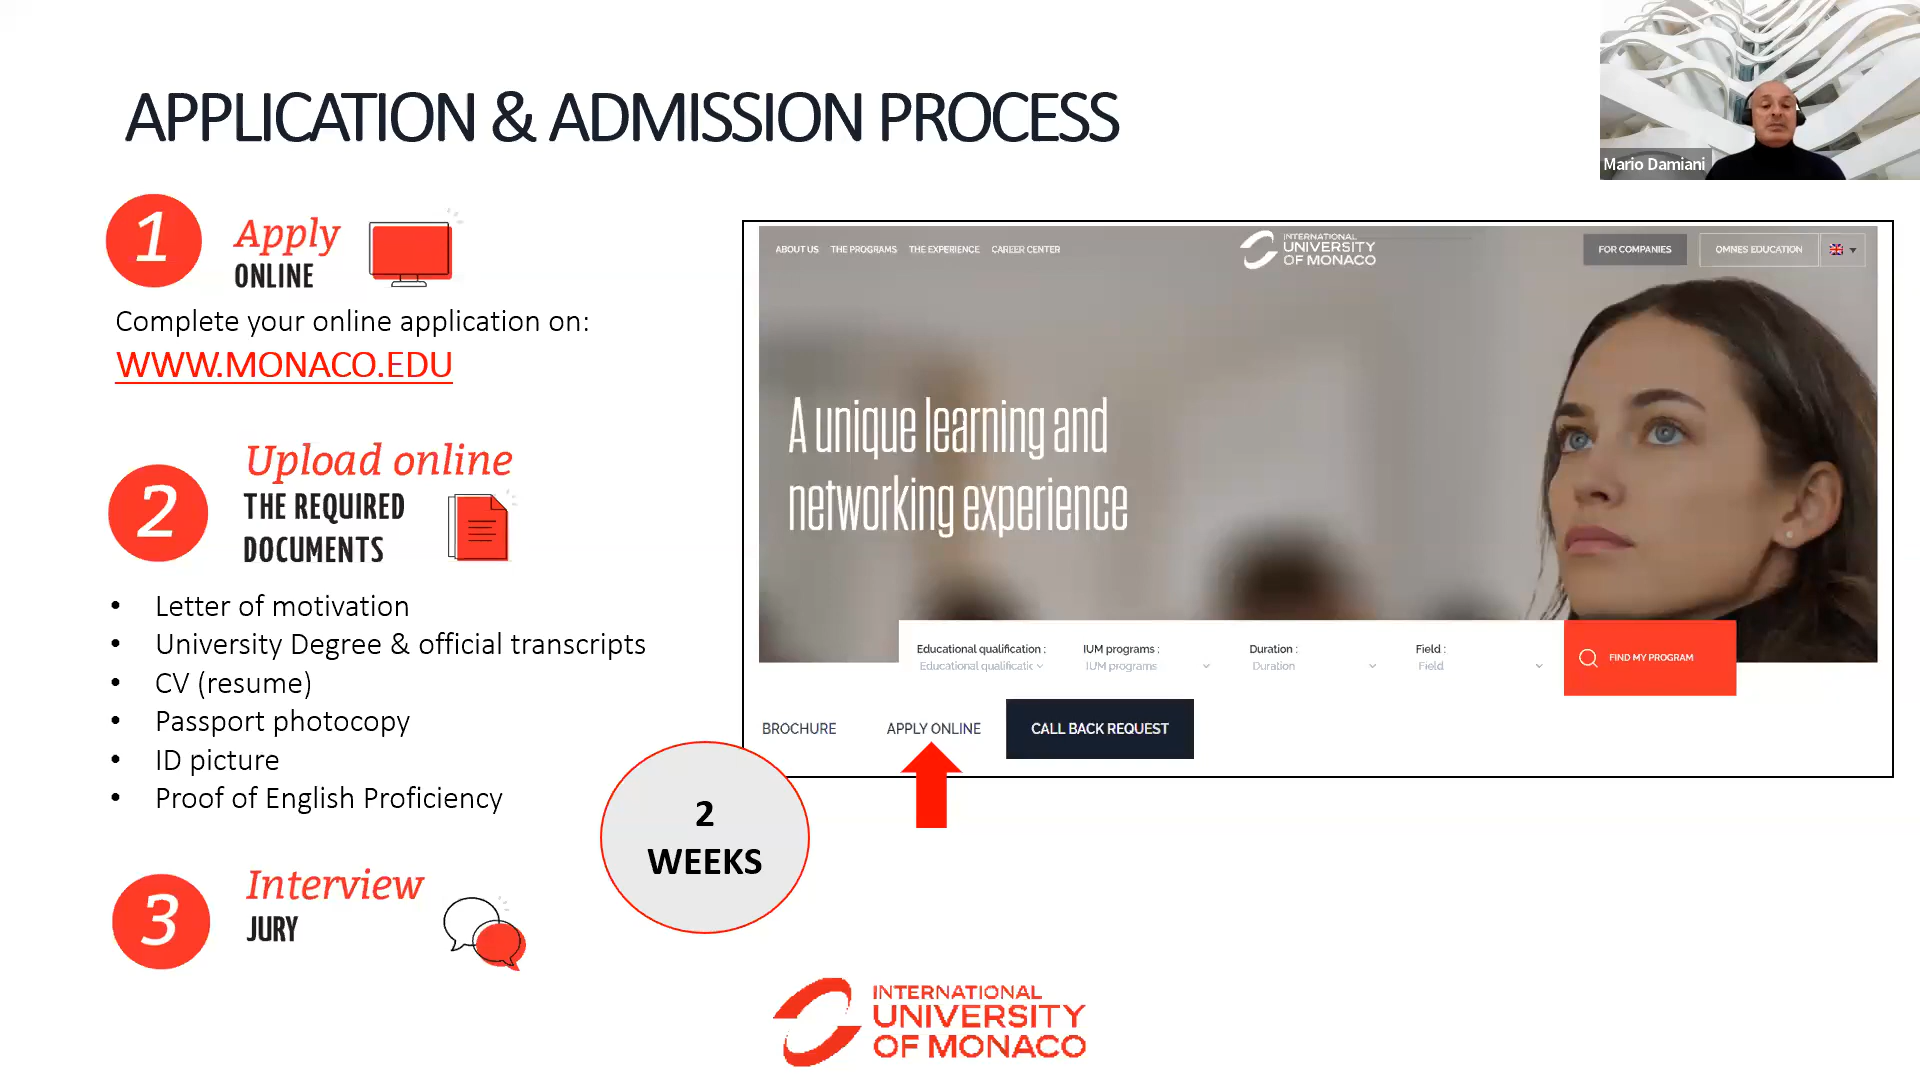 APPLICATION & ADMISSION PROCESS
Mario Damiani
1
Apply
ONLINE
Complete your online application on:
WWW.MONACO.EDU
2
Upload online
THE REQUIRED
DOCUMENTS
• Letter of motivation
• University Degree & official transcripts
• CV (resume)
• Passport photocopy
• ID picture
• Proof of English Proficiency
3
Interview
JURY
2
WEEKS
ABOUT US THE PROGRAMS THE EXPERIENCE CAREER CENTER
INTERNATIONAL
UNIVERSITY
OF MONACO
FOR COMPANIES OMNES EDUCATION
A unique learning and
networking experience
Educational qualification : IUM programs : Duration : Field :
Educational qualificatic IUM programs Duration Field
FIND MY PROGRAM
BROCHURE APPLY ONLINE CALL BACK REQUEST
INTERNATIONAL
UNIVERSITY
OF MONACO